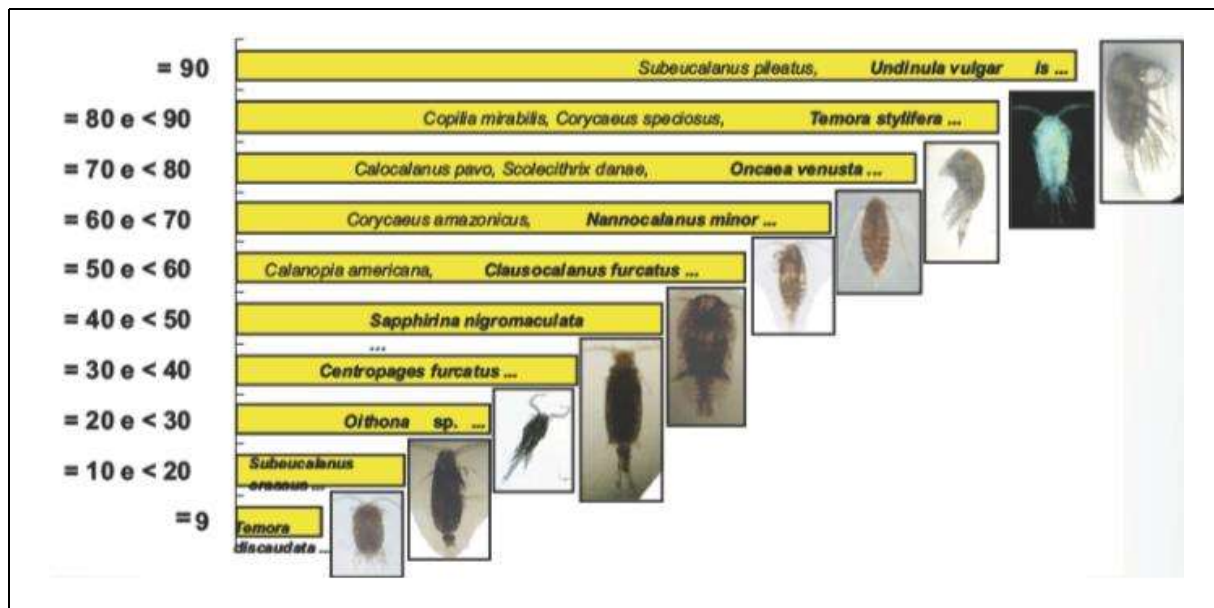 = 90 Subeucalanus pileatus, Undinula vulgar is ...
= 80 e < 90 Copilia mirabilis, Corycaeus speciosus, Temora stylifera ...
= 70 e < 80 Calocalanus pavo, Scolecithrix danae, Oncaea venusta ...
= 60 e < 70 Corycaeus amazonicus, Nannocalanus minor ...
= 50 e < 60 Calanopia americana, Clausocalanus furcatus ...
= 40 e < 50 Sapphirina nigromaculata
...
= 30 e < 40 Centropages furcatus ...
= 20 e < 30 Oithona sp. ...
= 10 e < 20 Subeucalanus
crassus ...
= 9 Temora
discaudata ...